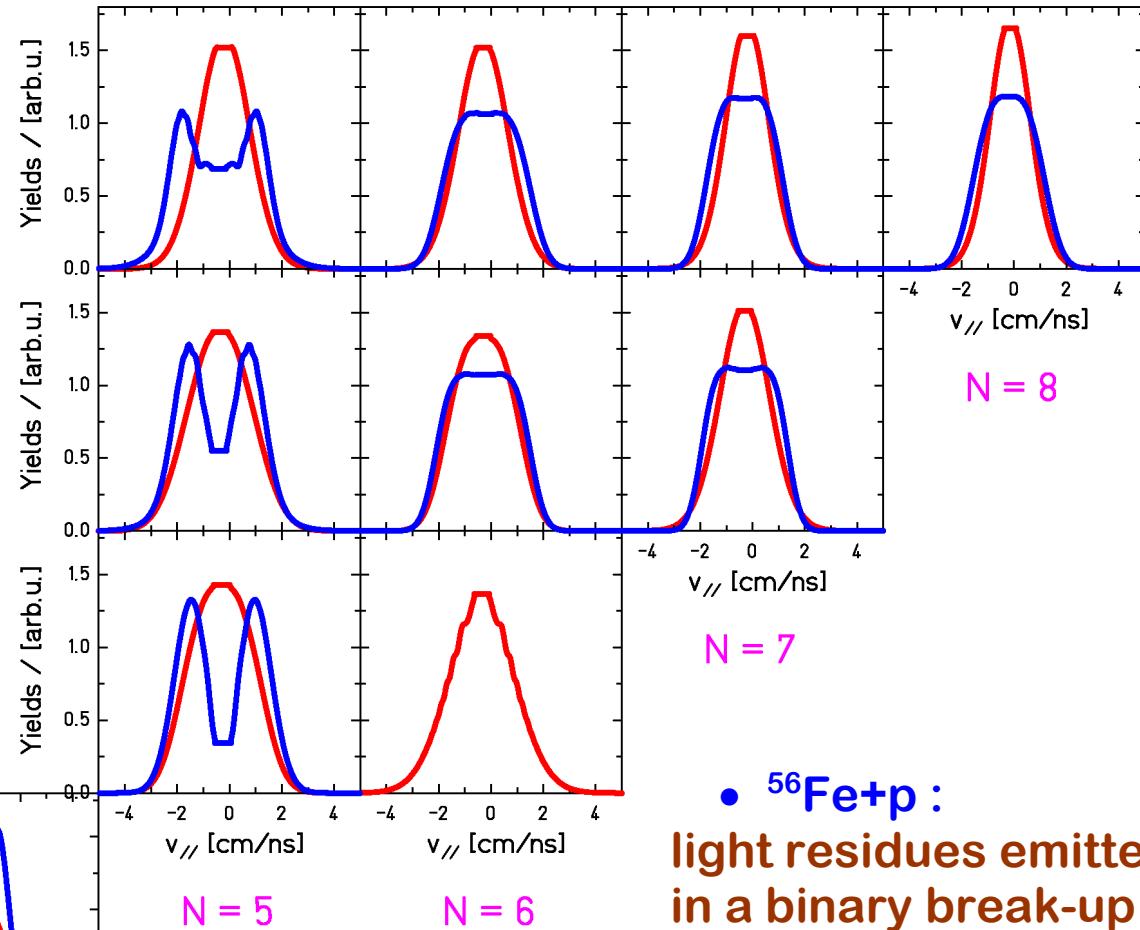 Yields / [arb.u.]
1.5
1.0
0.5
0.0
-4 -2 0 2 4
v// [cm/ns]
N = 8
Yields / [arb.u.]
1.5
1.0
0.5
0.0
-4 -2 0 2 4
v// [cm/ns]
N = 7
Yields / [arb.u.]
1.5
1.0
0.5
0.0
-4 -2 0 2 4
-4 -2 0 2 4
v// [cm/ns]
v// [cm/ns]
N = 5
N = 6
• ⁵⁶Fe+p :
light residues emitte
in a binary break-up